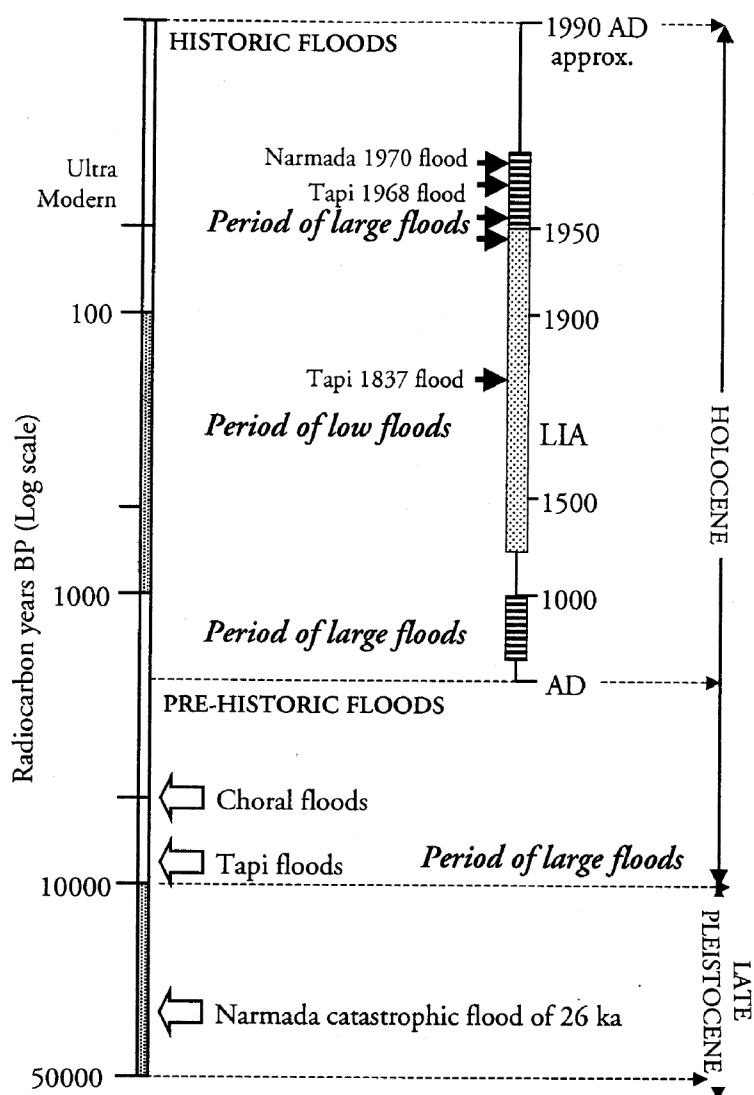 HISTORIC FLOODS
1990 AD
approx.
Narmada 1970 flood
Ultra
Modern
Tapi 1968 flood
Period of large floods
1950
100
1900
Tapi 1837 flood
Period of low floods
LIA
HOLOCENE
Radiocarbon years BP (Log scale)
1500
1000
1000
Period of large floods
AD
PRE-HISTORIC FLOODS
Choral floods
Tapi floods
Period of large floods
10000
LATE
PLEISTOCENE
Narmada catastrophic flood of 26 ka
50000